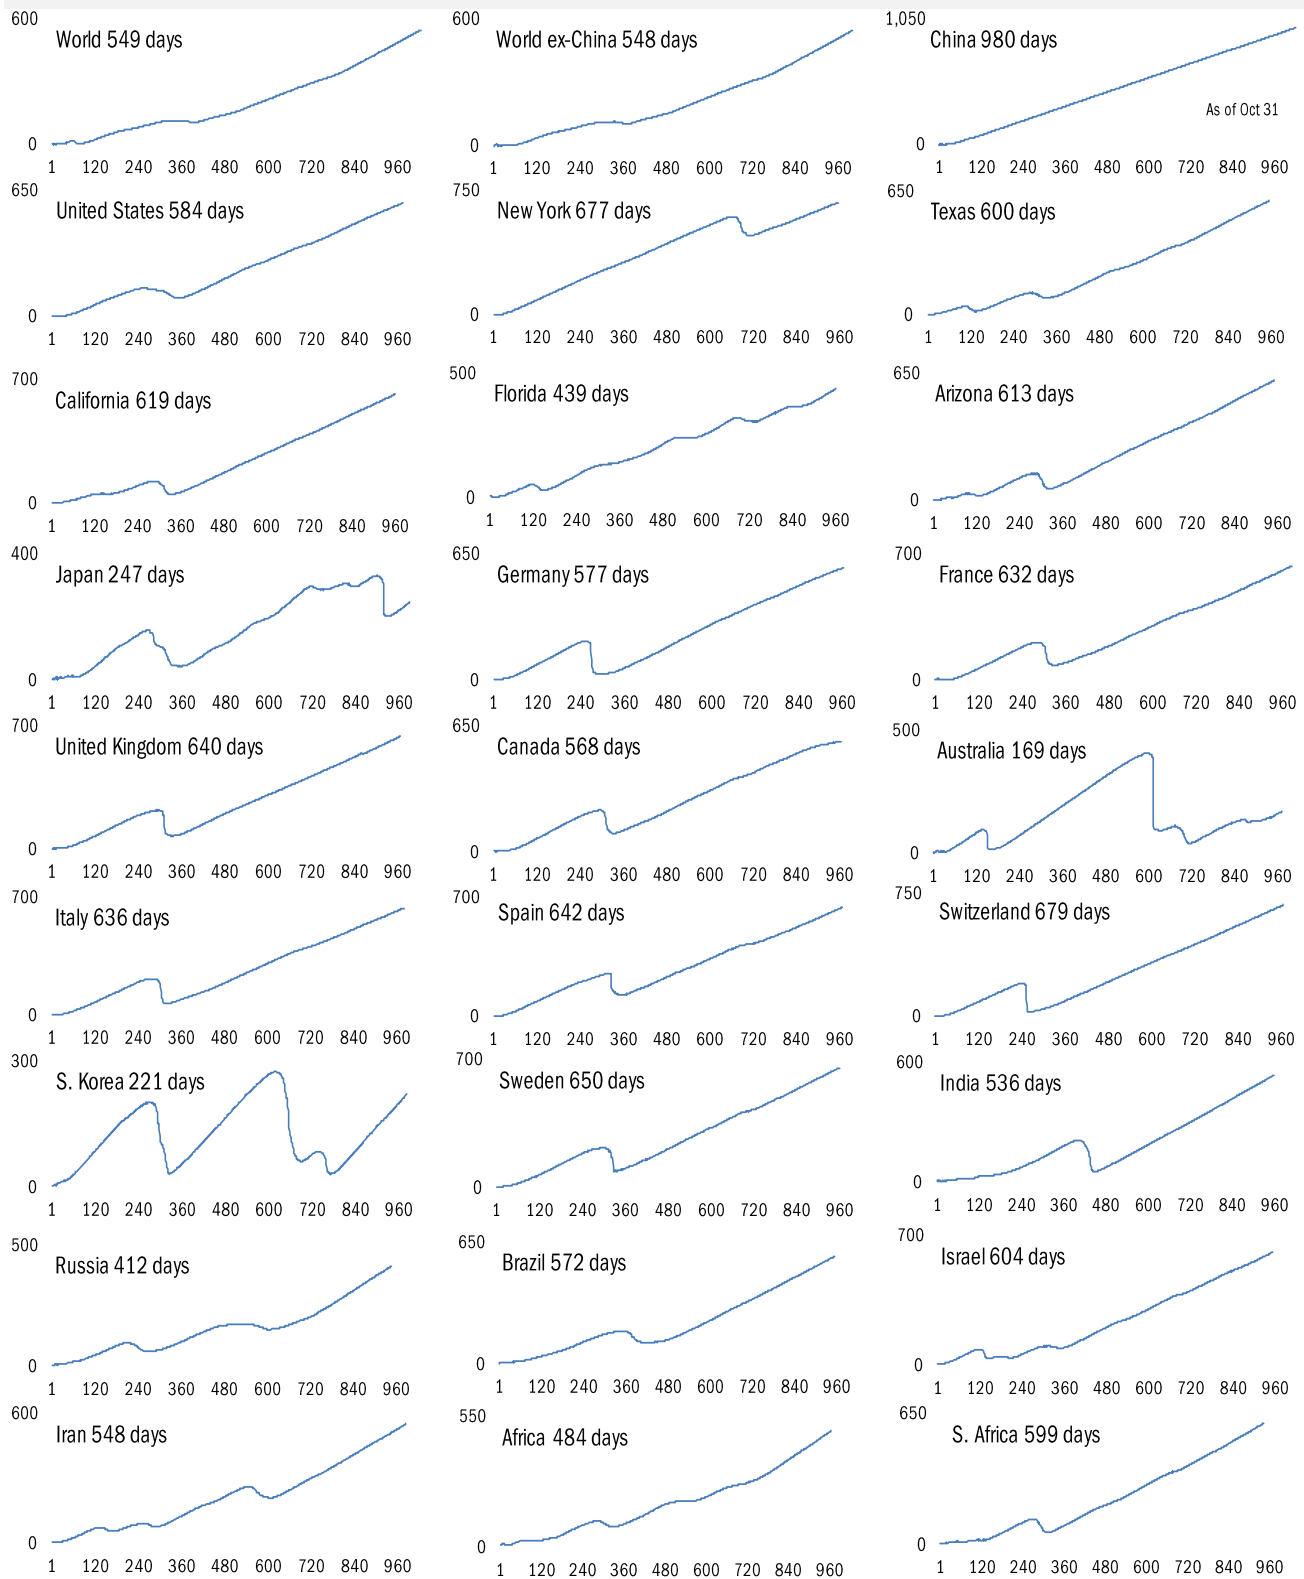 600 600 1,050
World 549 days World ex-China 548 days China 980 days
As of Oct 31
0 0 0
1 120 240 360 480 600 720 840 960 1 120 240 360 480 600 720 840 960 1 120 240 360 480 600 720 840 960
650 750 650
United States 584 days New York 677 days Texas 600 days
0 0 0
1 120 240 360 480 600 720 840 960 1 120 240 360 480 600 720 840 960 1 120 240 360 480 600 720 840 960
700 500 650
California 619 days Florida 439 days Arizona 613 days
0 0 0
1 120 240 360 480 600 720 840 960 1 120 240 360 480 600 720 840 960 1 120 240 360 480 600 720 840 960
400 650 700
Japan 247 days Germany 577 days France 632 days
0 0 0
1 120 240 360 480 600 720 840 960 1 120 240 360 480 600 720 840 960 1 120 240 360 480 600 720 840 960
700 650 500
United Kingdom 640 days Canada 568 days Australia 169 days
0 0 0
1 120 240 360 480 600 720 840 960 1 120 240 360 480 600 720 840 960 1 120 240 360 480 600 720 840 960
700 700 750
Italy 636 days Spain 642 days Switzerland 679 days
0 0 0
1 120 240 360 480 600 720 840 960 1 120 240 360 480 600 720 840 960 1 120 240 360 480 600 720 840 960
300 700 600
S. Korea 221 days Sweden 650 days India 536 days
0 0 0
1 120 240 360 480 600 720 840 960 1 120 240 360 480 600 720 840 960 1 120 240 360 480 600 720 840 960
500 650 700
Russia 412 days Brazil 572 days Israel 604 days
0 0 0
1 120 240 360 480 600 720 840 960 1 120 240 360 480 600 720 840 960 1 120 240 360 480 600 720 840 960
600 550 650
Iran 548 days Africa 484 days S. Africa 599 days
0 0 0
1 120 240 360 480 600 720 840 960 1 120 240 360 480 600 720 840 960 1 120 240 360 480 600 720 840 960